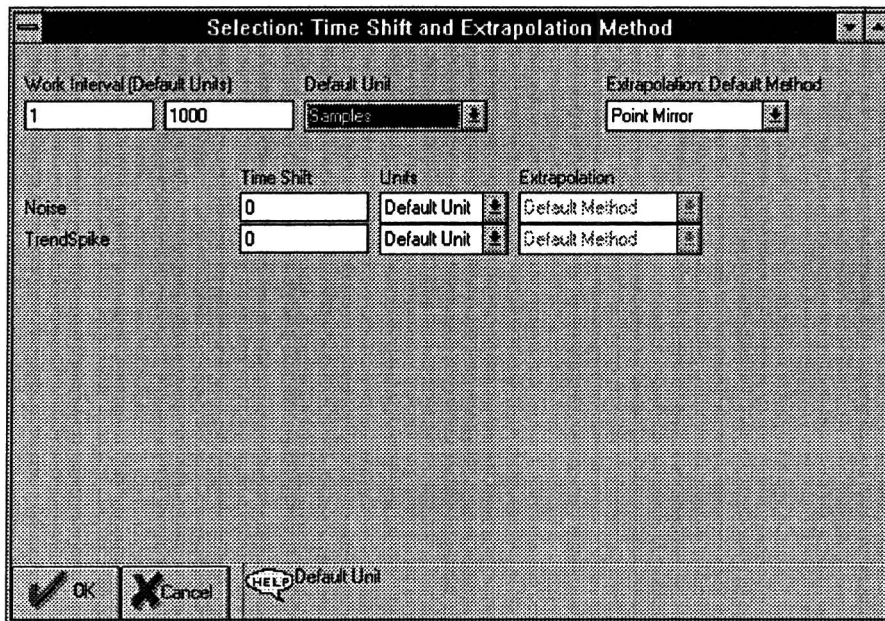 Selection: Time Shift and Extrapolation Method
Work Interval (Default Units) Default Unit Extrapolation: Default Method
1 1000 Samples Point Mirror
Time Shift Units Extrapolation
Noise 0 Default Unit Default Method
TrendSpike 0 Default Unit Default Method
OK Cancel HELP Default Unit